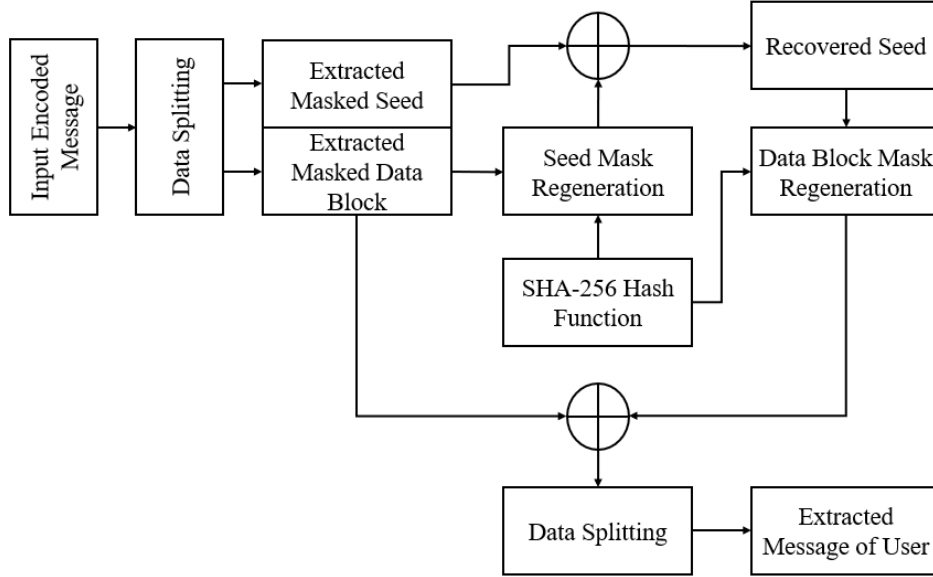 Input Encoded
Message
Data Splitting
Extracted
Masked Seed
Extracted
Masked Data
Block
Seed Mask
Regeneration
SHA-256 Hash
Function
Recovered Seed
Data Block Mask
Regeneration
Data Splitting
Extracted
Message of User